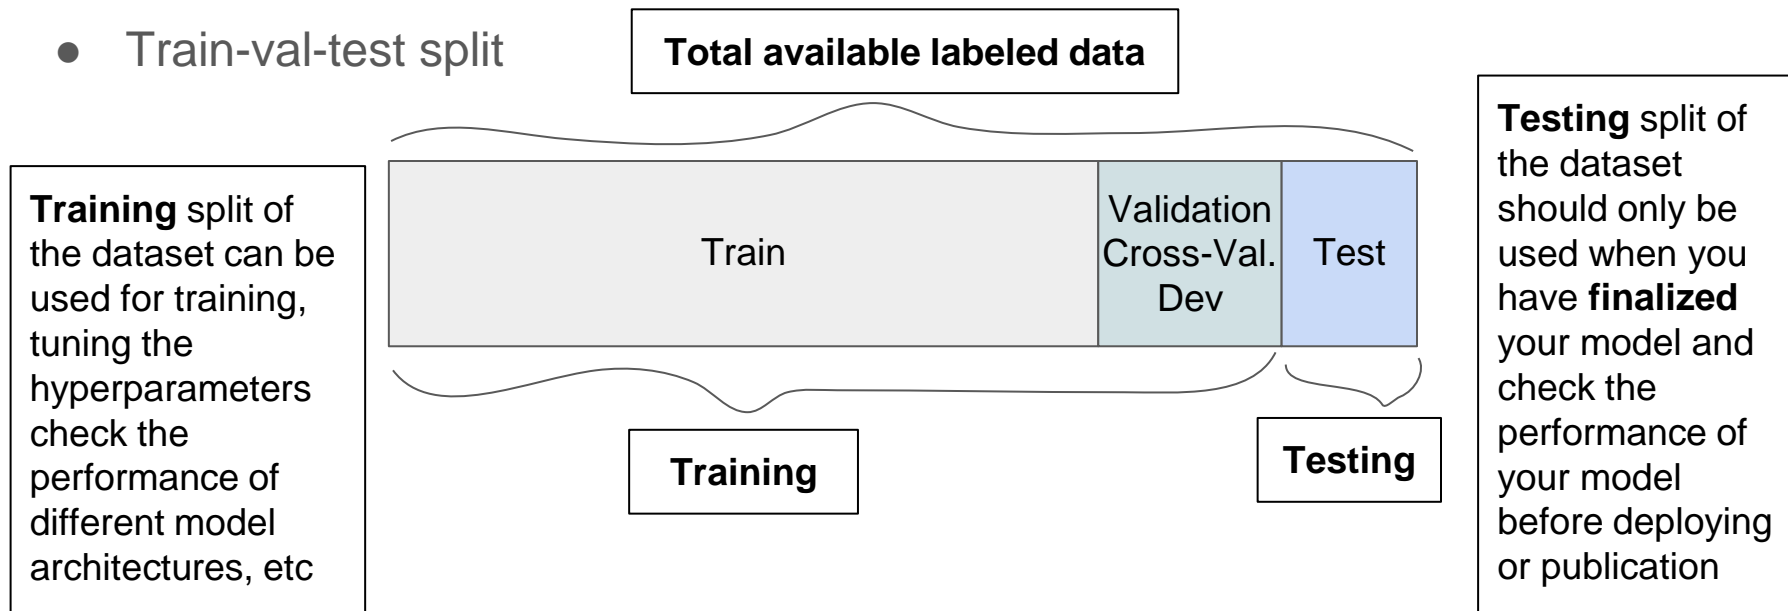 ● Train-val-test split
Total available labeled data
Training split of
the dataset can be
used for training,
tuning the
hyperparameters
check the
performance of
different model
architectures, etc
Train
Validation
Cross-Val.
Dev
Test
Training
Testing
Testing split of
the dataset
should only be
used when you
have finalized
your model and
check the
performance of
your model
before deploying
or publication